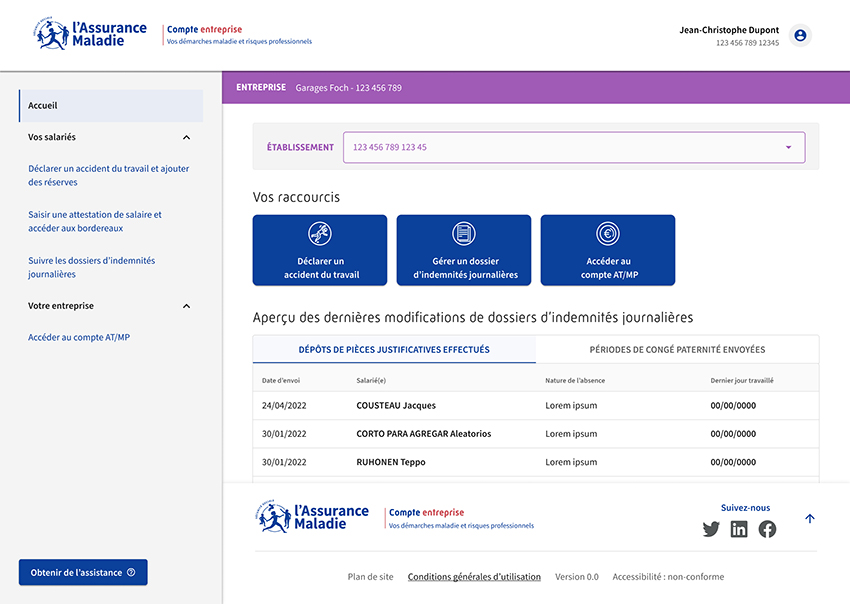 l'Assurance
Maladie
Compte entreprise
Vos démarches maladie et risques professionnels
Jean-Christophe Dupont
123 456 789 12345
Accueil
Vos salariés
Déclarer un accident du travail et ajouter
des réserves
Saisir une attestation de salaire et
accéder aux bordereaux
Suivre les dossiers d'indemnités
journalières
Votre entreprise
Accéder au compte AT/MP
Obtenir de l'assistance
ENTREPRISE Garages Foch - 123 456 789
ÉTABLISSEMENT 123 456 789 123 45
Vos raccourcis
Déclarer un
accident du travail
Gérer un dossier
d'indemnités journalières
Accéder au
compte AT/MP
Aperçu des dernières modifications de dossiers d'indemnités journalières
DÉPÔTS DE PIÈCES JUSTIFICATIVES EFFECTUÉS PÉRIODES DE CONGÉ PATERNITÉ ENVOYÉES
Date d'envoi Salarié(e) Nature de l'absence Dernier jour travaillé
24/04/2022 COUSTEAU Jacques Lorem ipsum 00/00/0000
30/01/2022 CORTO PARA AGREGAR Aleatorios Lorem ipsum 00/00/0000
30/01/2022 RUHONEN Teppo Lorem ipsum 00/00/0000
l'Assurance
Maladie
Compte entreprise
Vos démarches maladie et risques professionnels
Suivez-nous
Plan de site Conditions générales d'utilisation Version 0.0 Accessibilité : non-conforme